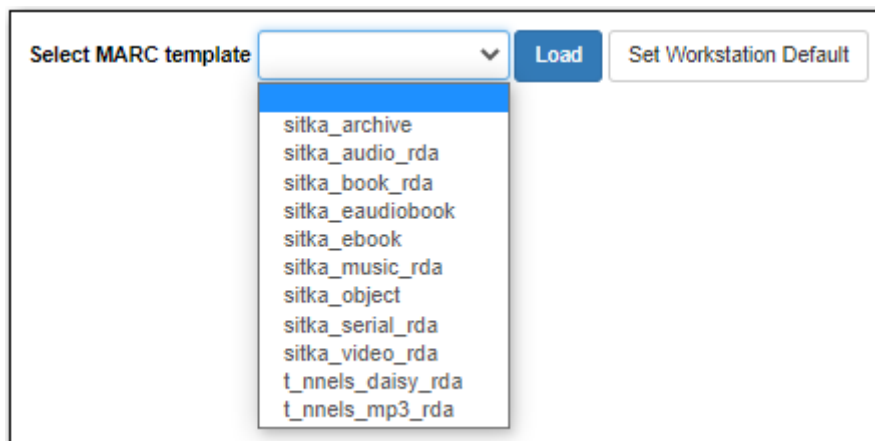 Select MARC template Load Set Workstation Default
sitka_archive
sitka_audio_rda
sitka_book_rda
sitka_eaudiobook
sitka_ebook
sitka_music_rda
sitka_object
sitka_serial_rda
sitka_video_rda
t_nnels_daisy_rda
t_nnels_mp3_rda